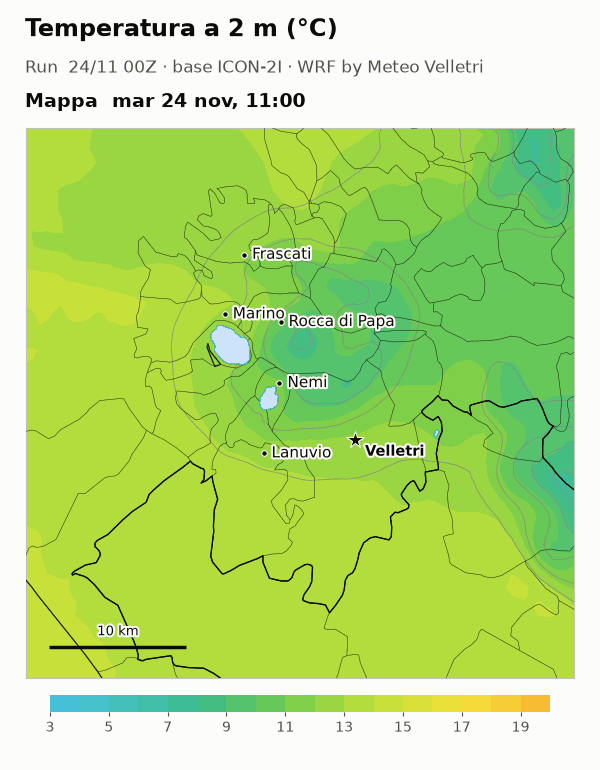 Temperatura a 2 m (°C)
Run  24/11 00Z · base ICON-2I · WRF by Meteo Velletri
Mappa  mar 24 nov, 11:00
Frascati
Marino
Rocca di Papa
Nemi
Velletri
Lanuvio
10 km
3 5 7 9 11 13 15 17 19